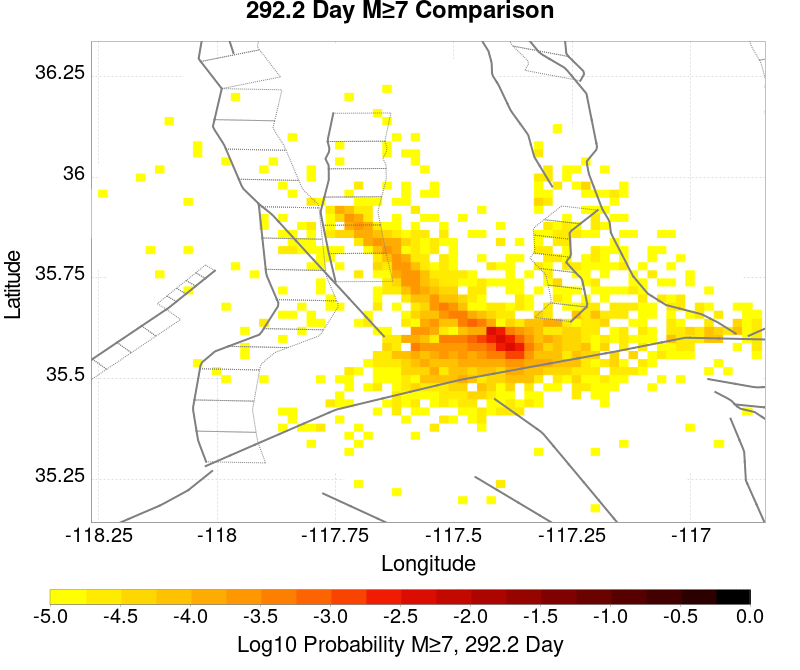 292.2 Day M≥7 Comparison
36.25
36
35.75
35.5
35.25
Latitude
-118.25 -118 -117.75 -117.5 -117.25 -117
Longitude
-5.0 -4.5 -4.0 -3.5 -3.0 -2.5 -2.0 -1.5 -1.0 -0.5 0.0
Log10 Probability M≥7, 292.2 Day